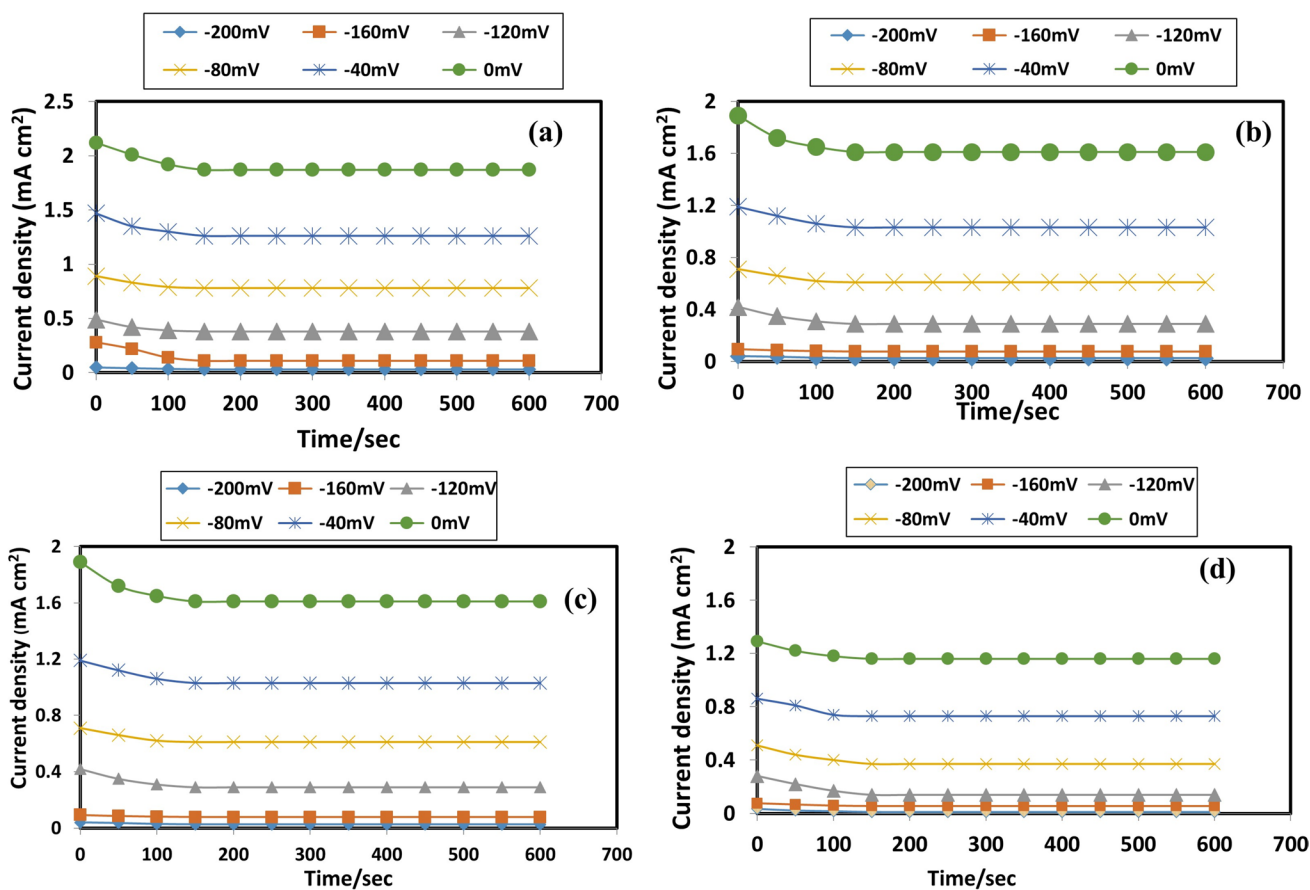 -200mV -160mV -120mV
-80mV -40mV 0mV
2.5
2
1.5
1
0.5
0
Current density (mA cm²)
(a)
0 100 200 300 400 500 600 700
Time/sec
-200mV -160mV -120mV
-80mV -40mV 0mV
2
1.6
1.2
0.8
0.4
0
Current density (mA cm²)
(b)
0 100 200 300 400 500 600 700
Time/sec
-200mV -160mV -120mV
-80mV -40mV 0mV
2
1.6
1.2
0.8
0.4
0
Current density (mA cm²)
(c)
0 100 200 300 400 500 600 700
Time/sec
-200mV -160mV -120mV
-80mV -40mV 0mV
2
1.6
1.2
0.8
0.4
0
Current density (mA cm²)
(d)
0 100 200 300 400 500 600 700
Time/sec